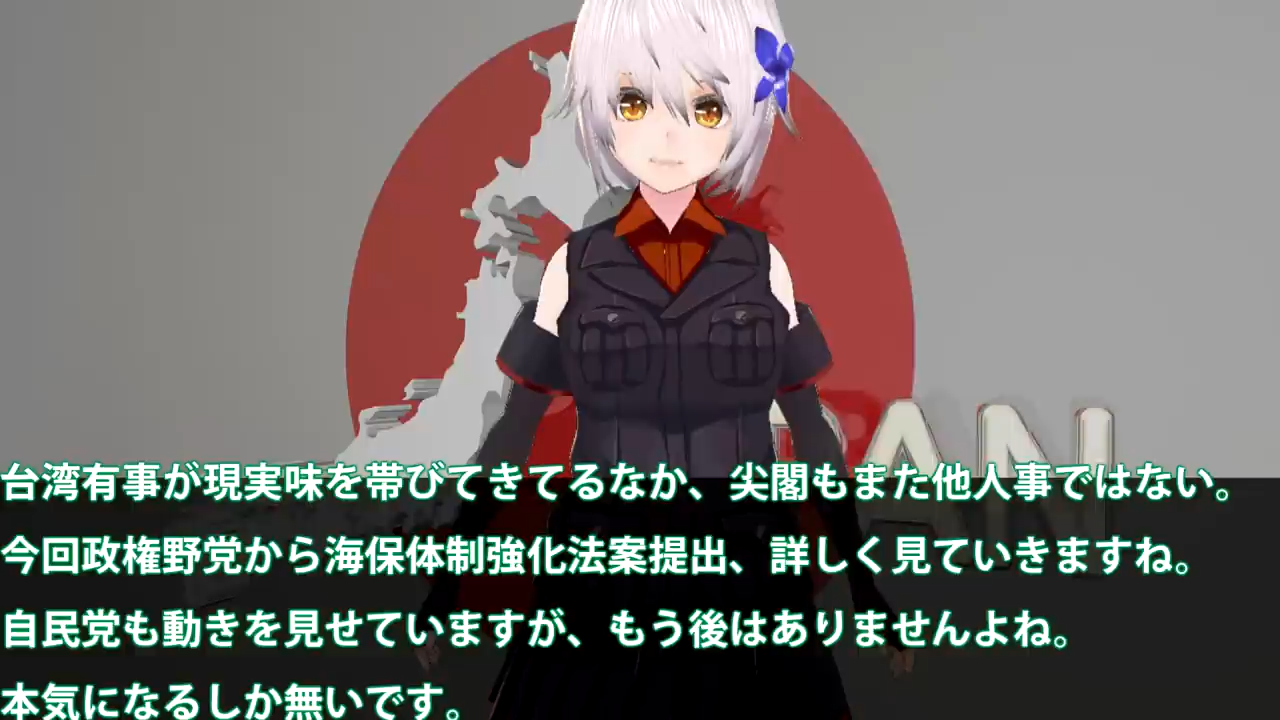 台湾有事が現実味を帯びてきてるなか、尖閣もまた他人事ではない。
今回政権野党から海保体制強化法案提出、詳しく見ていきますね。
自民党も動きを見せていますが、もう後はありませんよね。
本気になるしか無いです。